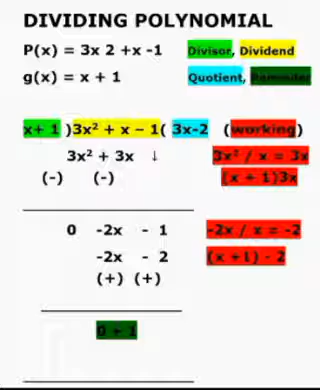 DIVIDING POLYNOMIAL
P(x) = 3x 2 +x -1 Divisor, Dividend
g(x) = x + 1 Quotient, Remainder
x+ 1 )3x² + x − 1( 3x-2 (working)
3x² + 3x ↓ 3x² / x = 3x
(-) (-) (x + 1)3x
0 -2x - 1 -2x / x = -2
-2x - 2 (x +1) - 2
(+) (+)
0 + 1